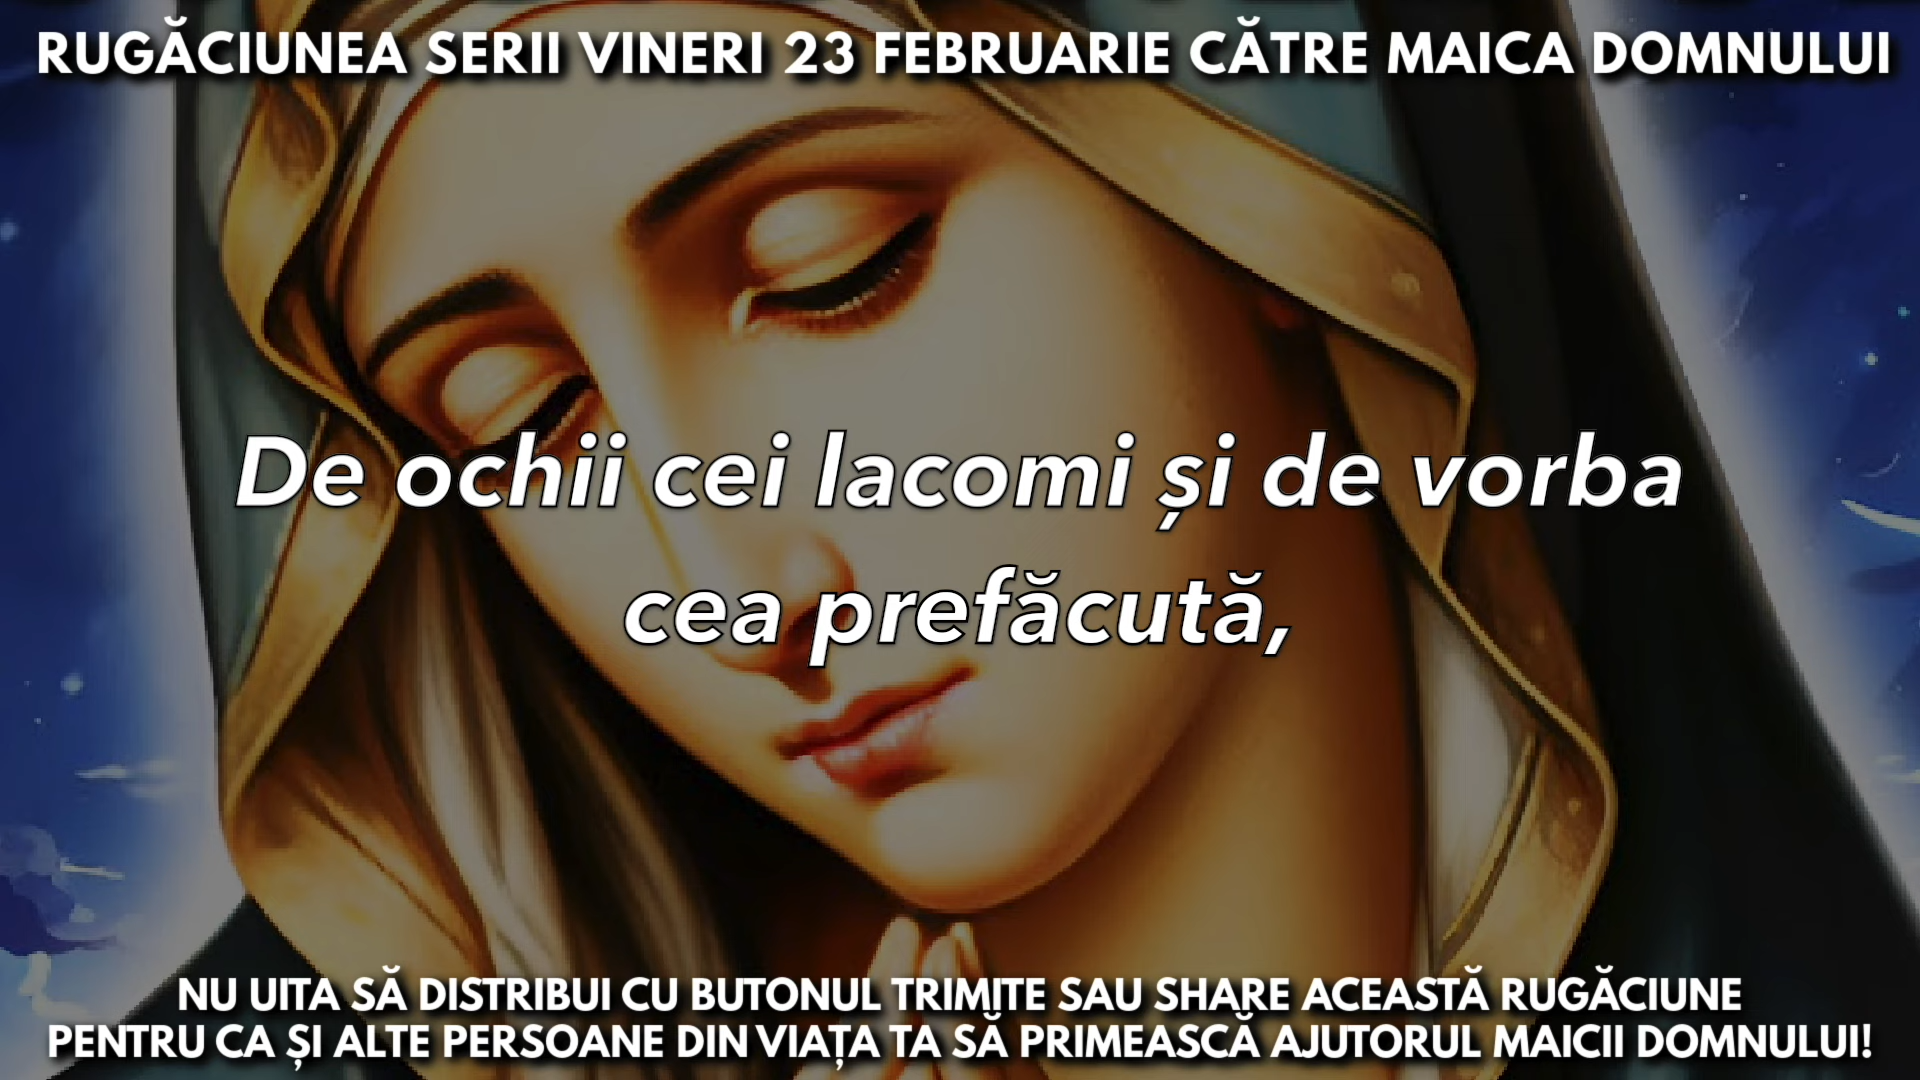 RUGĂCIUNEA SERII VINERI 23 FEBRUARIE CĂTRE MAICA DOMNULUI
De ochii cei lacomi și de vorba
cea prefăcută,
NU UITA SĂ DISTRIBUI CU BUTONUL TRIMITE SAU SHARE ACEASTĂ RUGĂCIUNE
PENTRU CA ȘI ALTE PERSOANE DIN VIAȚA TA SĂ PRIMEASCĂ AJUTORUL MAICII DOMNULUI!